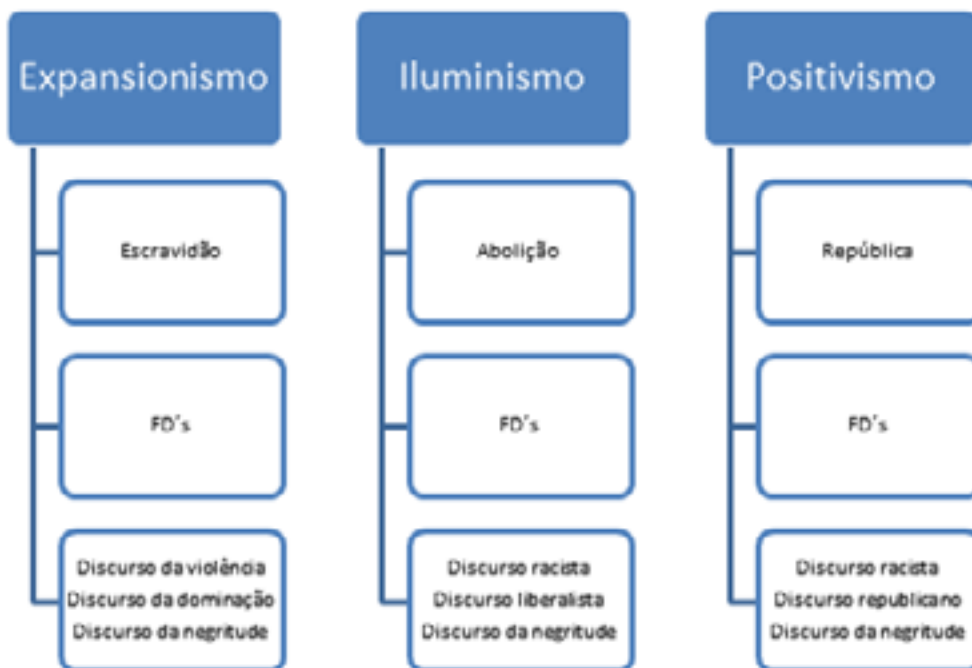 Expansionismo
Escravidão
FD´s
Discurso da violência
Discurso da dominação
Discurso da negritude
Iluminismo
Abolição
FD´s
Discurso racista
Discurso liberalista
Discurso da negritude
Positivismo
República
FD´s
Discurso racista
Discurso republicano
Discurso da negritude